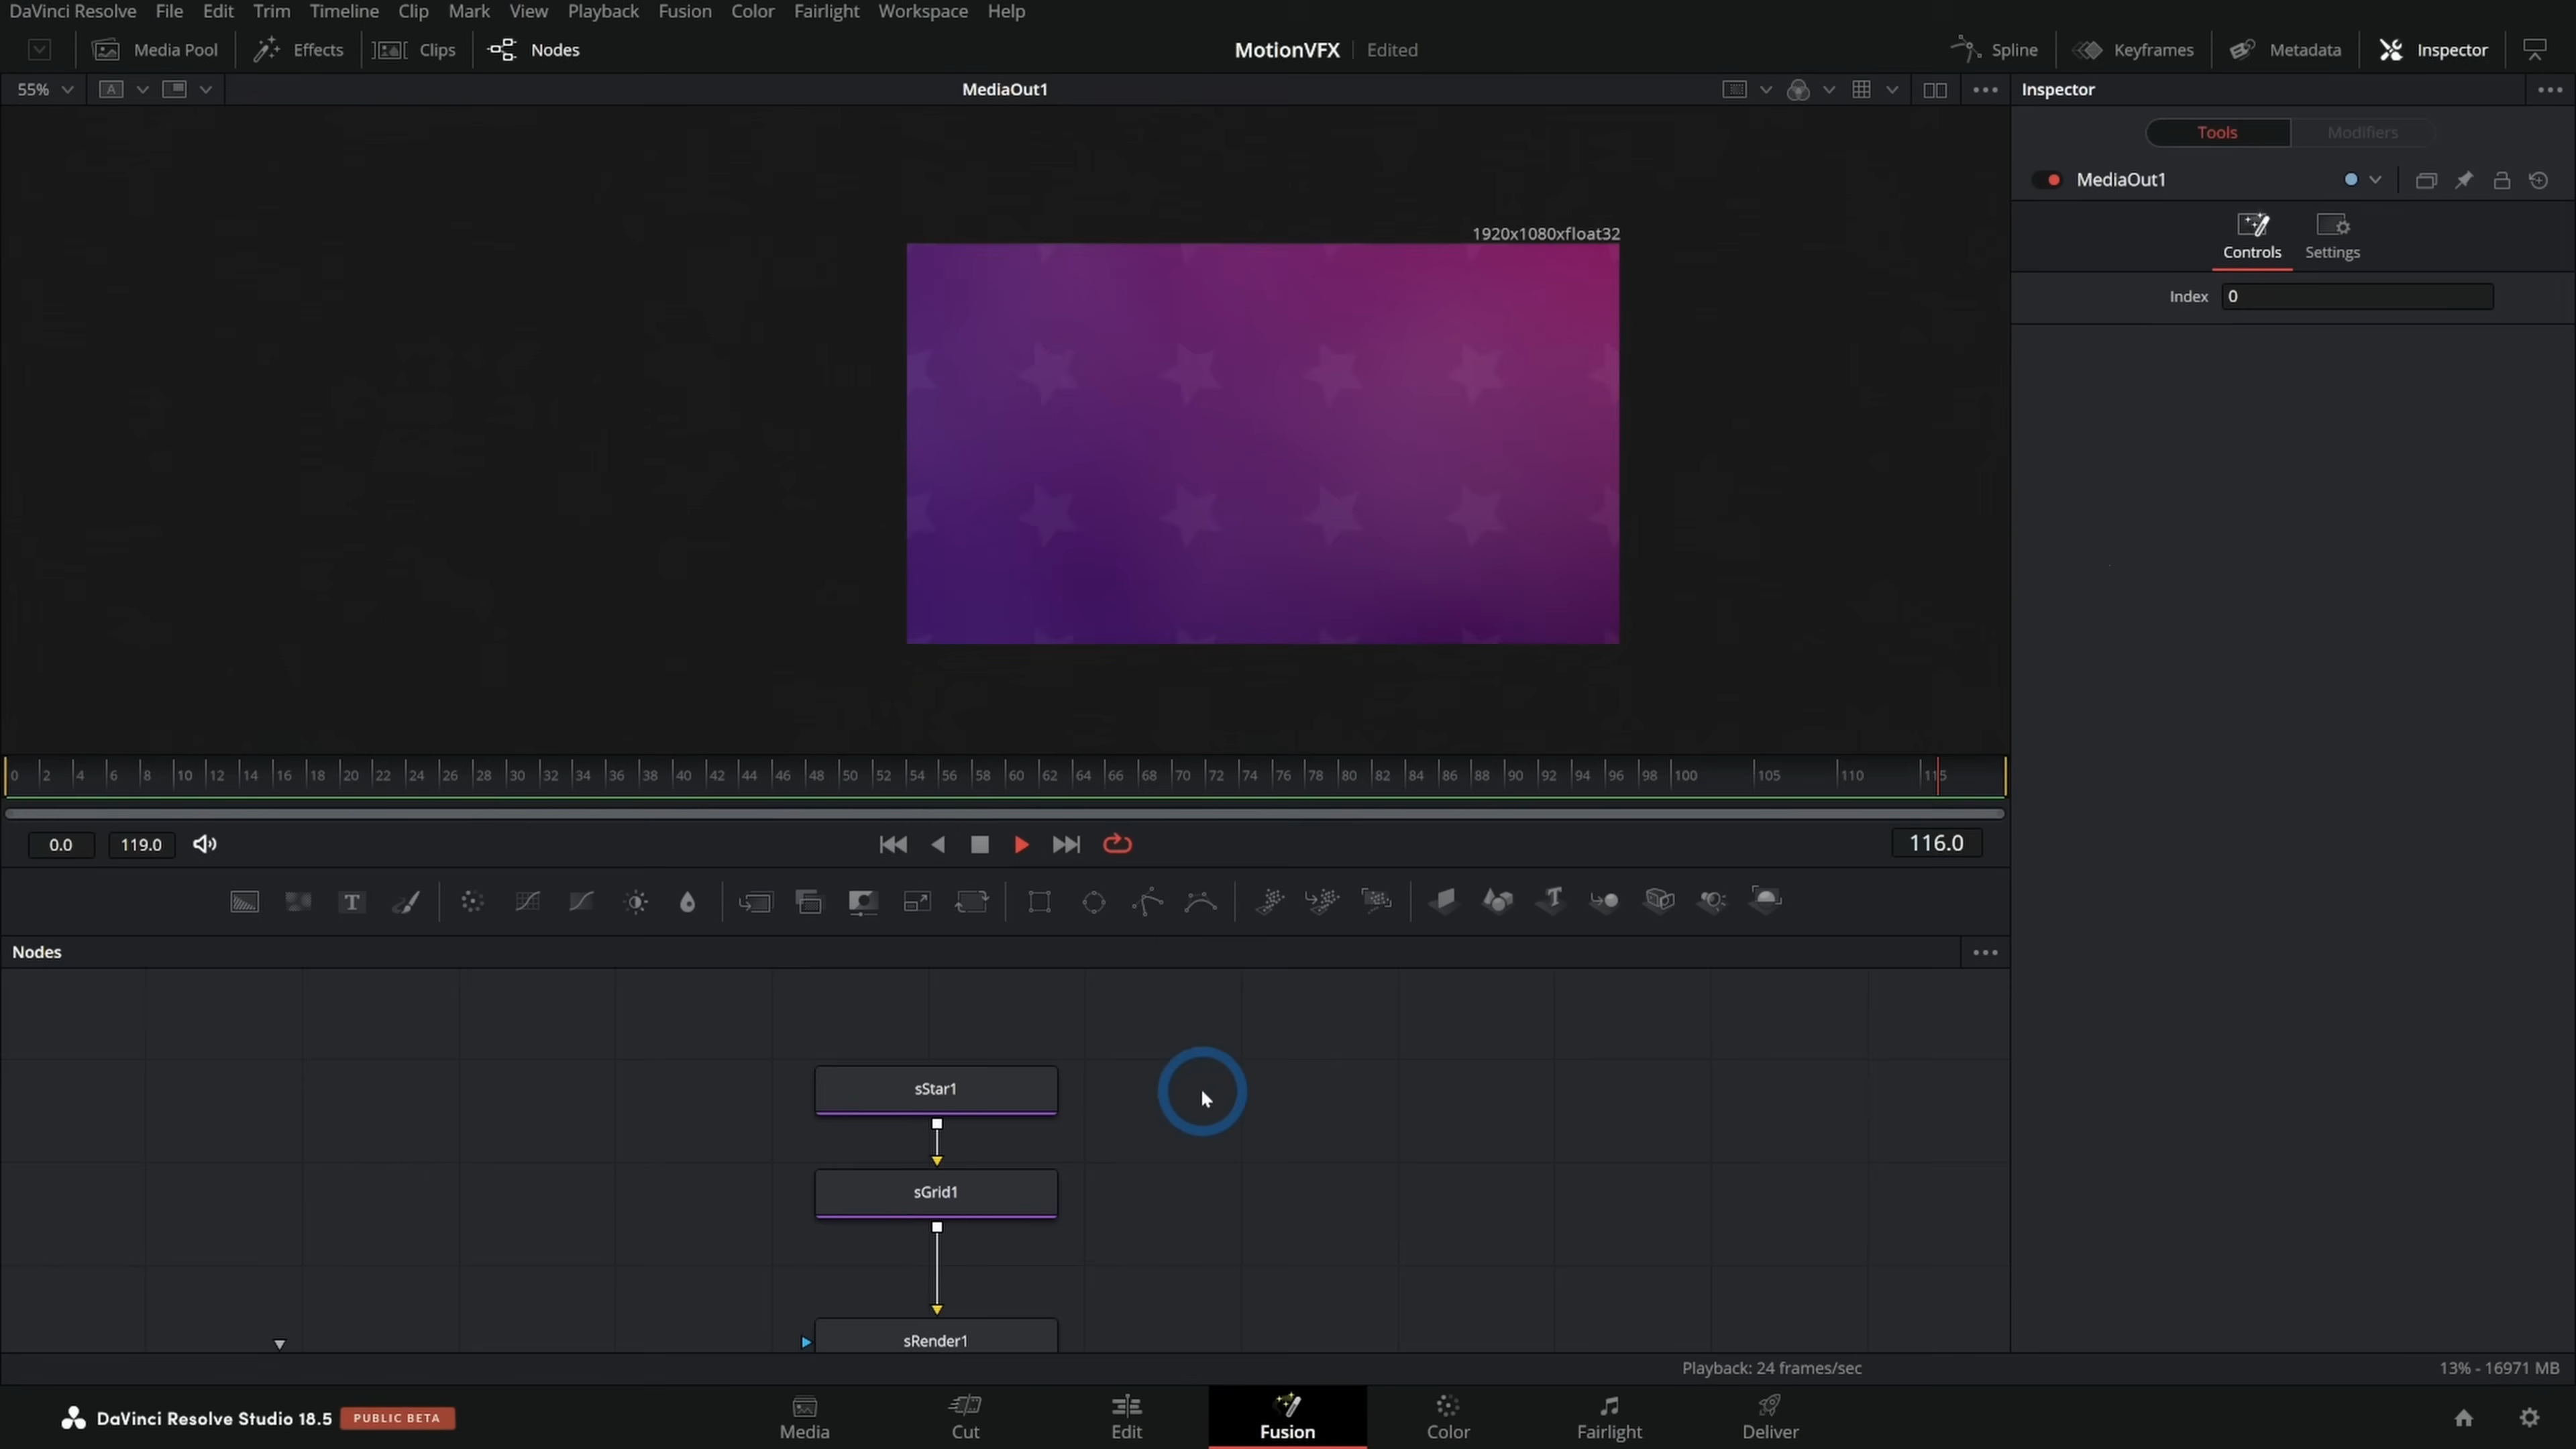 DaVinci Resolve File Edit Trim Timeline Clip Mark View Playback Fusion Color Fairlight Workspace Help
Media Pool Effects Clips Nodes MotionVFX Edited Spline Keyframes Metadata Inspector
55% A MediaOut1 Inspector
Tools Modifiers
MediaOut1
1920x1080xfloat32
Controls Settings
Index 0
0 2 4 6 8 10 12 14 16 18 20 22 24 26 28 30 32 34 36 38 40 42 44 46 48 50 52 54 56 58 60 62 64 66 68 70 72 74 76 78 80 82 84 86 88 90 92 94 96 98 100 105 110 115
0.0 119.0 116.0
T T
Nodes
sStar1
sGrid1
sRender1
Playback: 24 frames/sec 13% - 16971 MB
DaVinci Resolve Studio 18.5 PUBLIC BETA
Media Cut Edit Fusion Color Fairlight Deliver